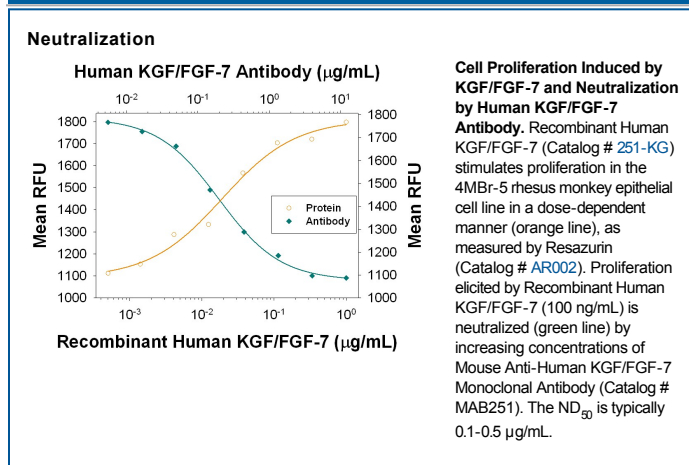 Neutralization
Human KGF/FGF-7 Antibody (µg/mL)
10⁻² 10⁻¹ 10⁰ 10¹
1800
1700
1600
1500
1400
1300
1200
1100
1000
Mean RFU
1800
1700
1600
1500
1400
1300
1200
1100
1000
Mean RFU
Protein
Antibody
10⁻³ 10⁻² 10⁻¹ 10⁰
Recombinant Human KGF/FGF-7 (µg/mL)
Cell Proliferation Induced by
KGF/FGF-7 and Neutralization
by Human KGF/FGF-7
Antibody. Recombinant Human
KGF/FGF-7 (Catalog # 251-KG)
stimulates proliferation in the
4MBr-5 rhesus monkey epithelial
cell line in a dose-dependent
manner (orange line), as
measured by Resazurin
(Catalog # AR002). Proliferation
elicited by Recombinant Human
KGF/FGF-7 (100 ng/mL) is
neutralized (green line) by
increasing concentrations of
Mouse Anti-Human KGF/FGF-7
Monoclonal Antibody (Catalog #
MAB251). The ND₅₀ is typically
0.1-0.5 µg/mL.